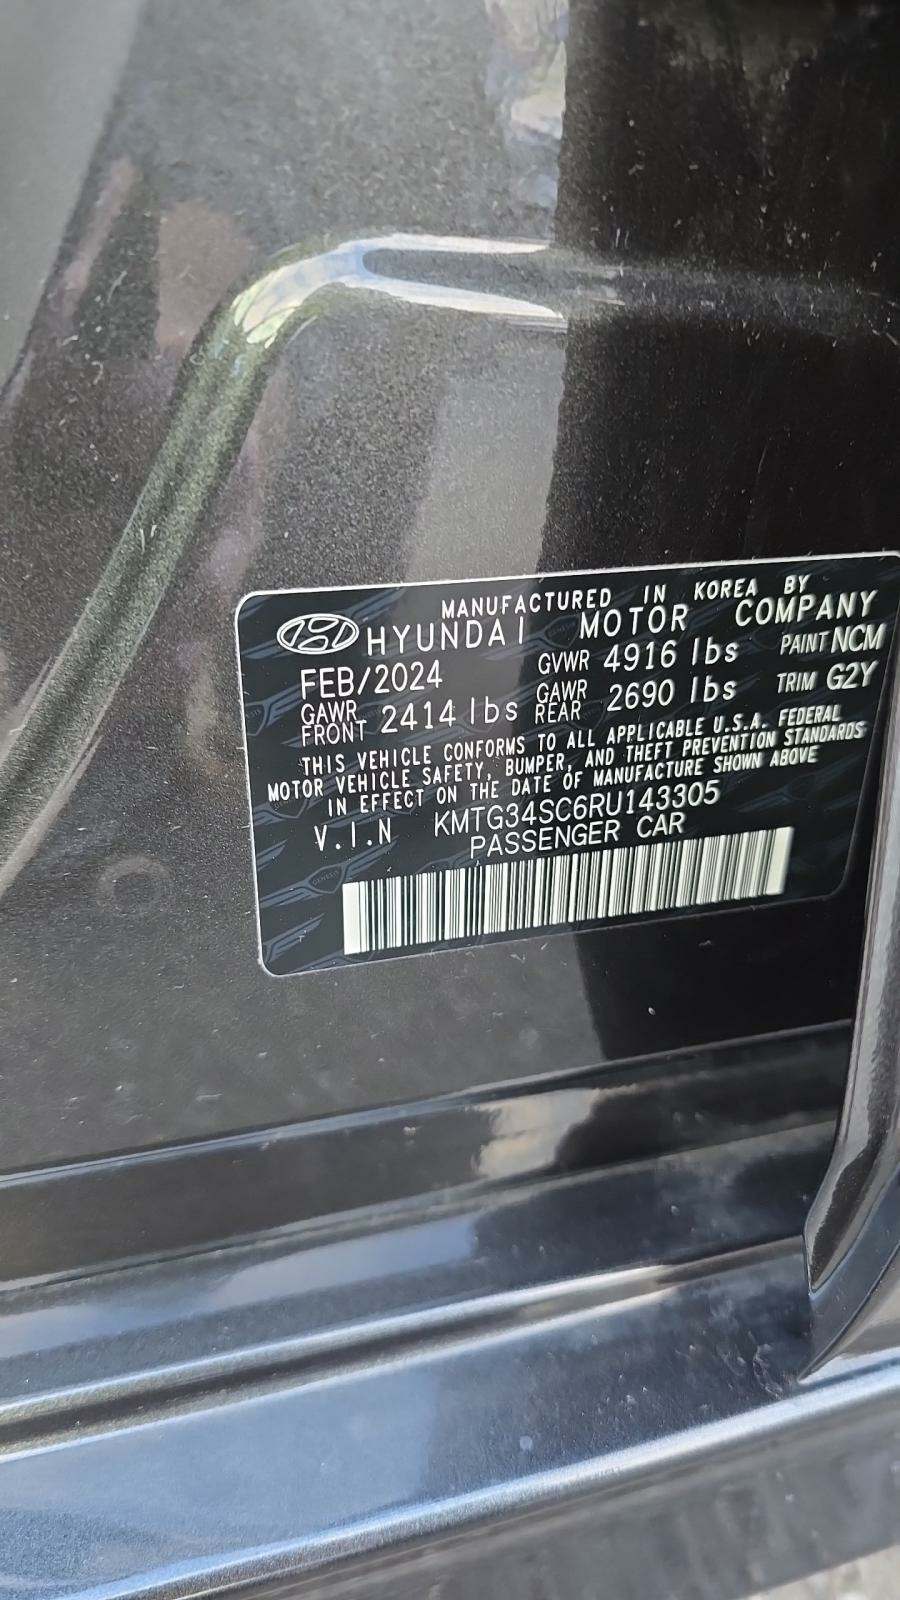 MANUFACTURED IN KOREA BY
HYUNDAI MOTOR COMPANY
FEB/2024 GVWR 4916 lbs PAINT NCM
GAWR FRONT 2414 lbs GAWR REAR 2690 lbs TRIM G2Y
THIS VEHICLE CONFORMS TO ALL APPLICABLE U.S.A. FEDERAL
MOTOR VEHICLE SAFETY, BUMPER, AND THEFT PREVENTION STANDARDS
IN EFFECT ON THE DATE OF MANUFACTURE SHOWN ABOVE
V.I.N KMTG34SC6RU143305
PASSENGER CAR
GENESIS